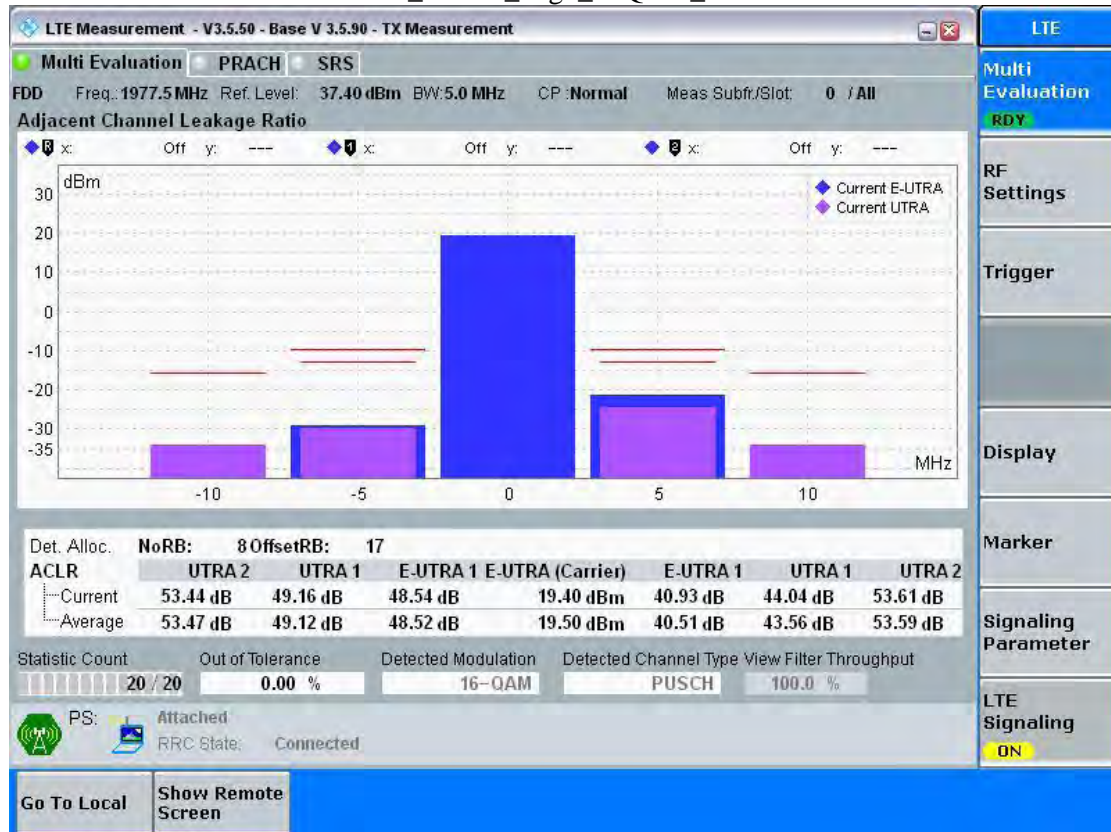 LTE Measurement - V3.5.50 - Base V 3.5.90 - TX Measurement
LTE
Multi Evaluation PRACH SRS
Multi Evaluation
RDY
FDD Freq.: 1977.5 MHz Ref. Level: 37.40 dBm BW:5.0 MHz CP :Normal Meas Subfr./Slot: 0 / All
Adjacent Channel Leakage Ratio
R x: Off y: --- 1 x: Off y: --- 2 x: Off y: ---
dBm
Current E-UTRA
Current UTRA
30
20
10
0
-10
-20
-30
-35
MHz
-10 -5 0 5 10
RF Settings
Trigger
Display
Marker
Signaling Parameter
LTE Signaling
ON
Det. Alloc. NoRB: 8 OffsetRB: 17
ACLR UTRA 2 UTRA 1 E-UTRA 1 E-UTRA (Carrier) E-UTRA 1 UTRA 1 UTRA 2
Current 53.44 dB 49.16 dB 48.54 dB 19.40 dBm 40.93 dB 44.04 dB 53.61 dB
Average 53.47 dB 49.12 dB 48.52 dB 19.50 dBm 40.51 dB 43.56 dB 53.59 dB
Statistic Count Out of Tolerance Detected Modulation Detected Channel Type View Filter Throughput
20 / 20 0.00 % 16-QAM PUSCH 100.0 %
PS: Attached
RRC State: Connected
Go To Local
Show Remote Screen